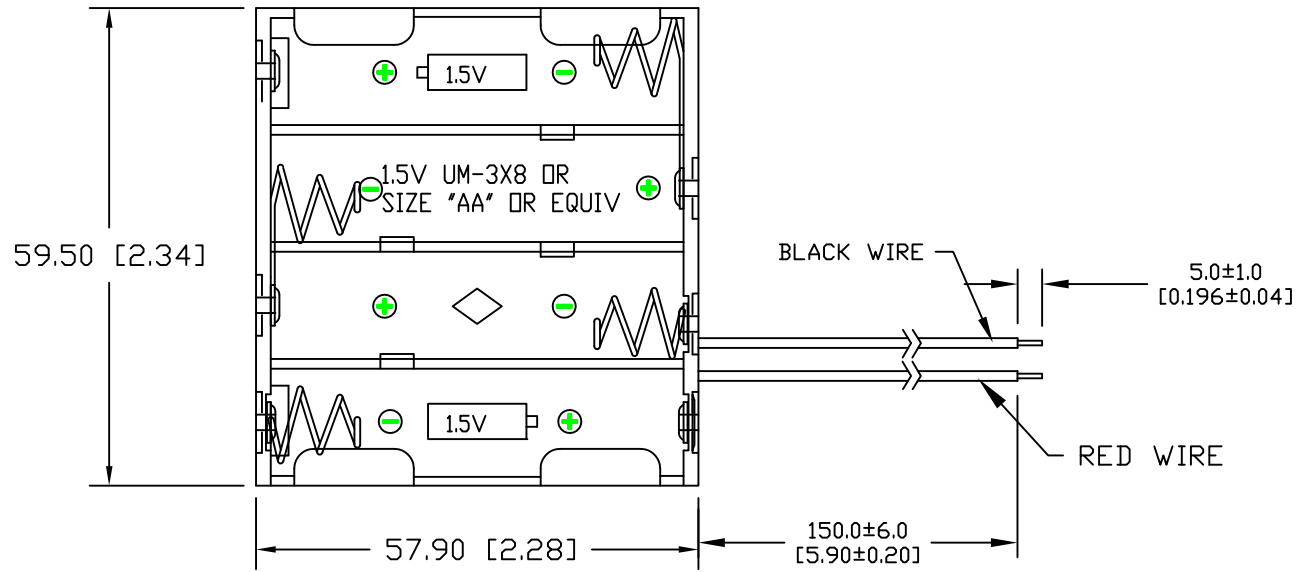 1.5V
1.5V UM-3X8 OR
SIZE "AA" OR EQUIV
59.50 [2.34]
BLACK WIRE
5.0±1.0
[0.196±0.04]
1.5V
RED WIRE
57.90 [2.28]
150.0±6.0
[5.90±0.20]